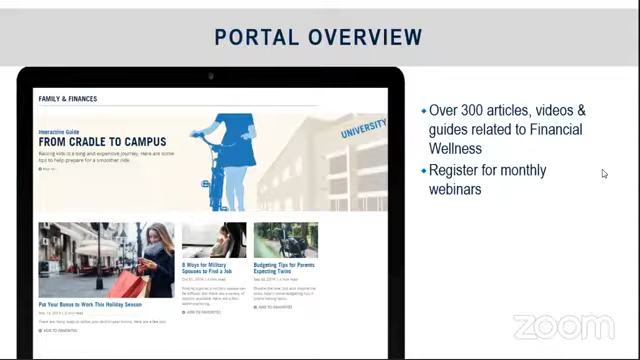 PORTAL OVERVIEW
FAMILY & FINANCES
Interactive Guide
FROM CRADLE TO CAMPUS
Raising kids is a long and expensive journey. Here are some
tips to help prepare for a smoother ride.
UNIVERSITY
Put Your Bonus to Work This Holiday Season
ADD TO FAVORITES
8 Ways for Military
Spouses to Find a Job
ADD TO FAVORITES
Budgeting Tips for Parents
Expecting Twins
ADD TO FAVORITES
Over 300 articles, videos &
guides related to Financial
Wellness
Register for monthly
webinars
zoom